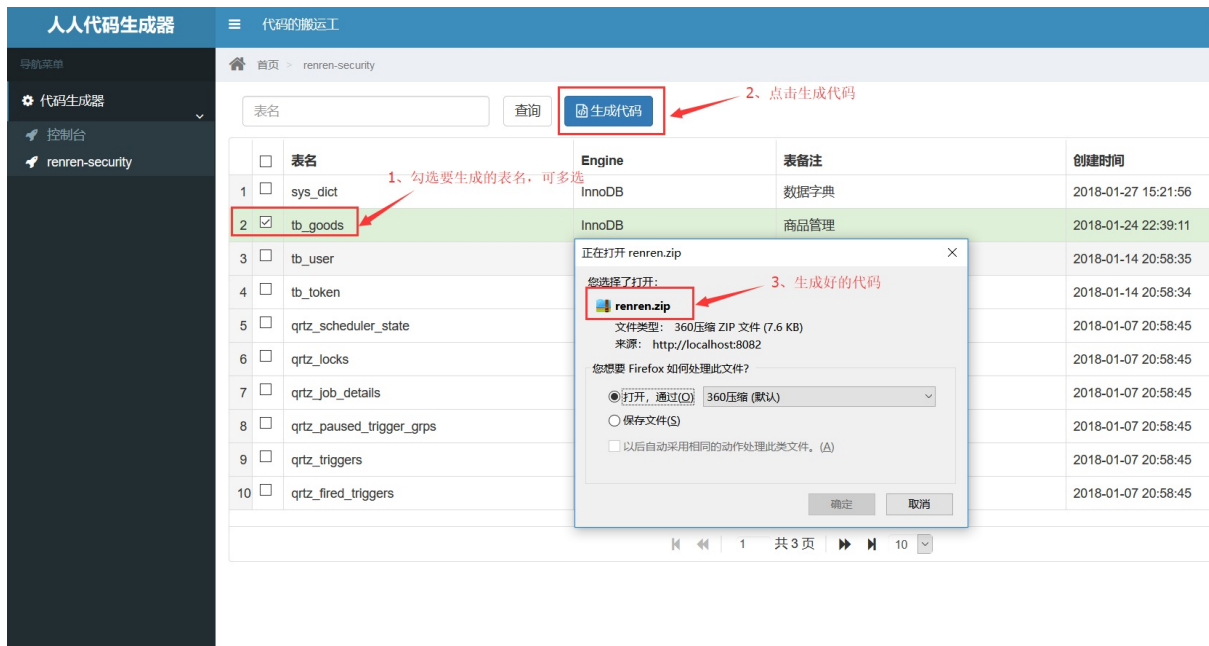 人人代码生成器
代码的搬运工
导航菜单
首页 > renren-security
代码生成器
控制台
renren-security
表名 查询 生成代码
2、点击生成代码
表名 Engine 表备注 创建时间
1、勾选要生成的表名，可多选
1 sys_dict InnoDB 数据字典 2018-01-27 15:21:56
2 tb_goods InnoDB 商品管理 2018-01-24 22:39:11
3 tb_user 2018-01-14 20:58:35
4 tb_token 2018-01-14 20:58:34
5 qrtz_scheduler_state 2018-01-07 20:58:45
6 qrtz_locks 2018-01-07 20:58:45
7 qrtz_job_details 2018-01-07 20:58:45
8 qrtz_paused_trigger_grps 2018-01-07 20:58:45
9 qrtz_triggers 2018-01-07 20:58:45
10 qrtz_fired_triggers 2018-01-07 20:58:45
正在打开 renren.zip
您选择了打开:
3、生成好的代码
renren.zip
文件类型： 360压缩 ZIP 文件 (7.6 KB)
来源： http://localhost:8082
您想要 Firefox 如何处理此文件?
打开，通过(O) 360压缩 (默认)
保存文件(S)
以后自动采用相同的动作处理此类文件。(A)
确定 取消
1 共 3 页 10